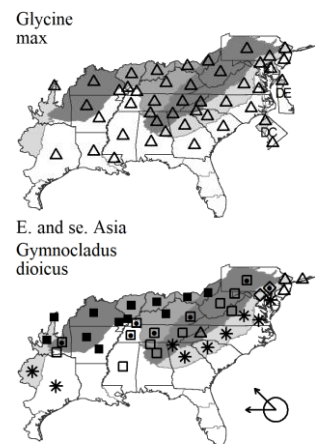 Glycine
max
DE
DC
E. and se. Asia
Gymnocladus
dioicus